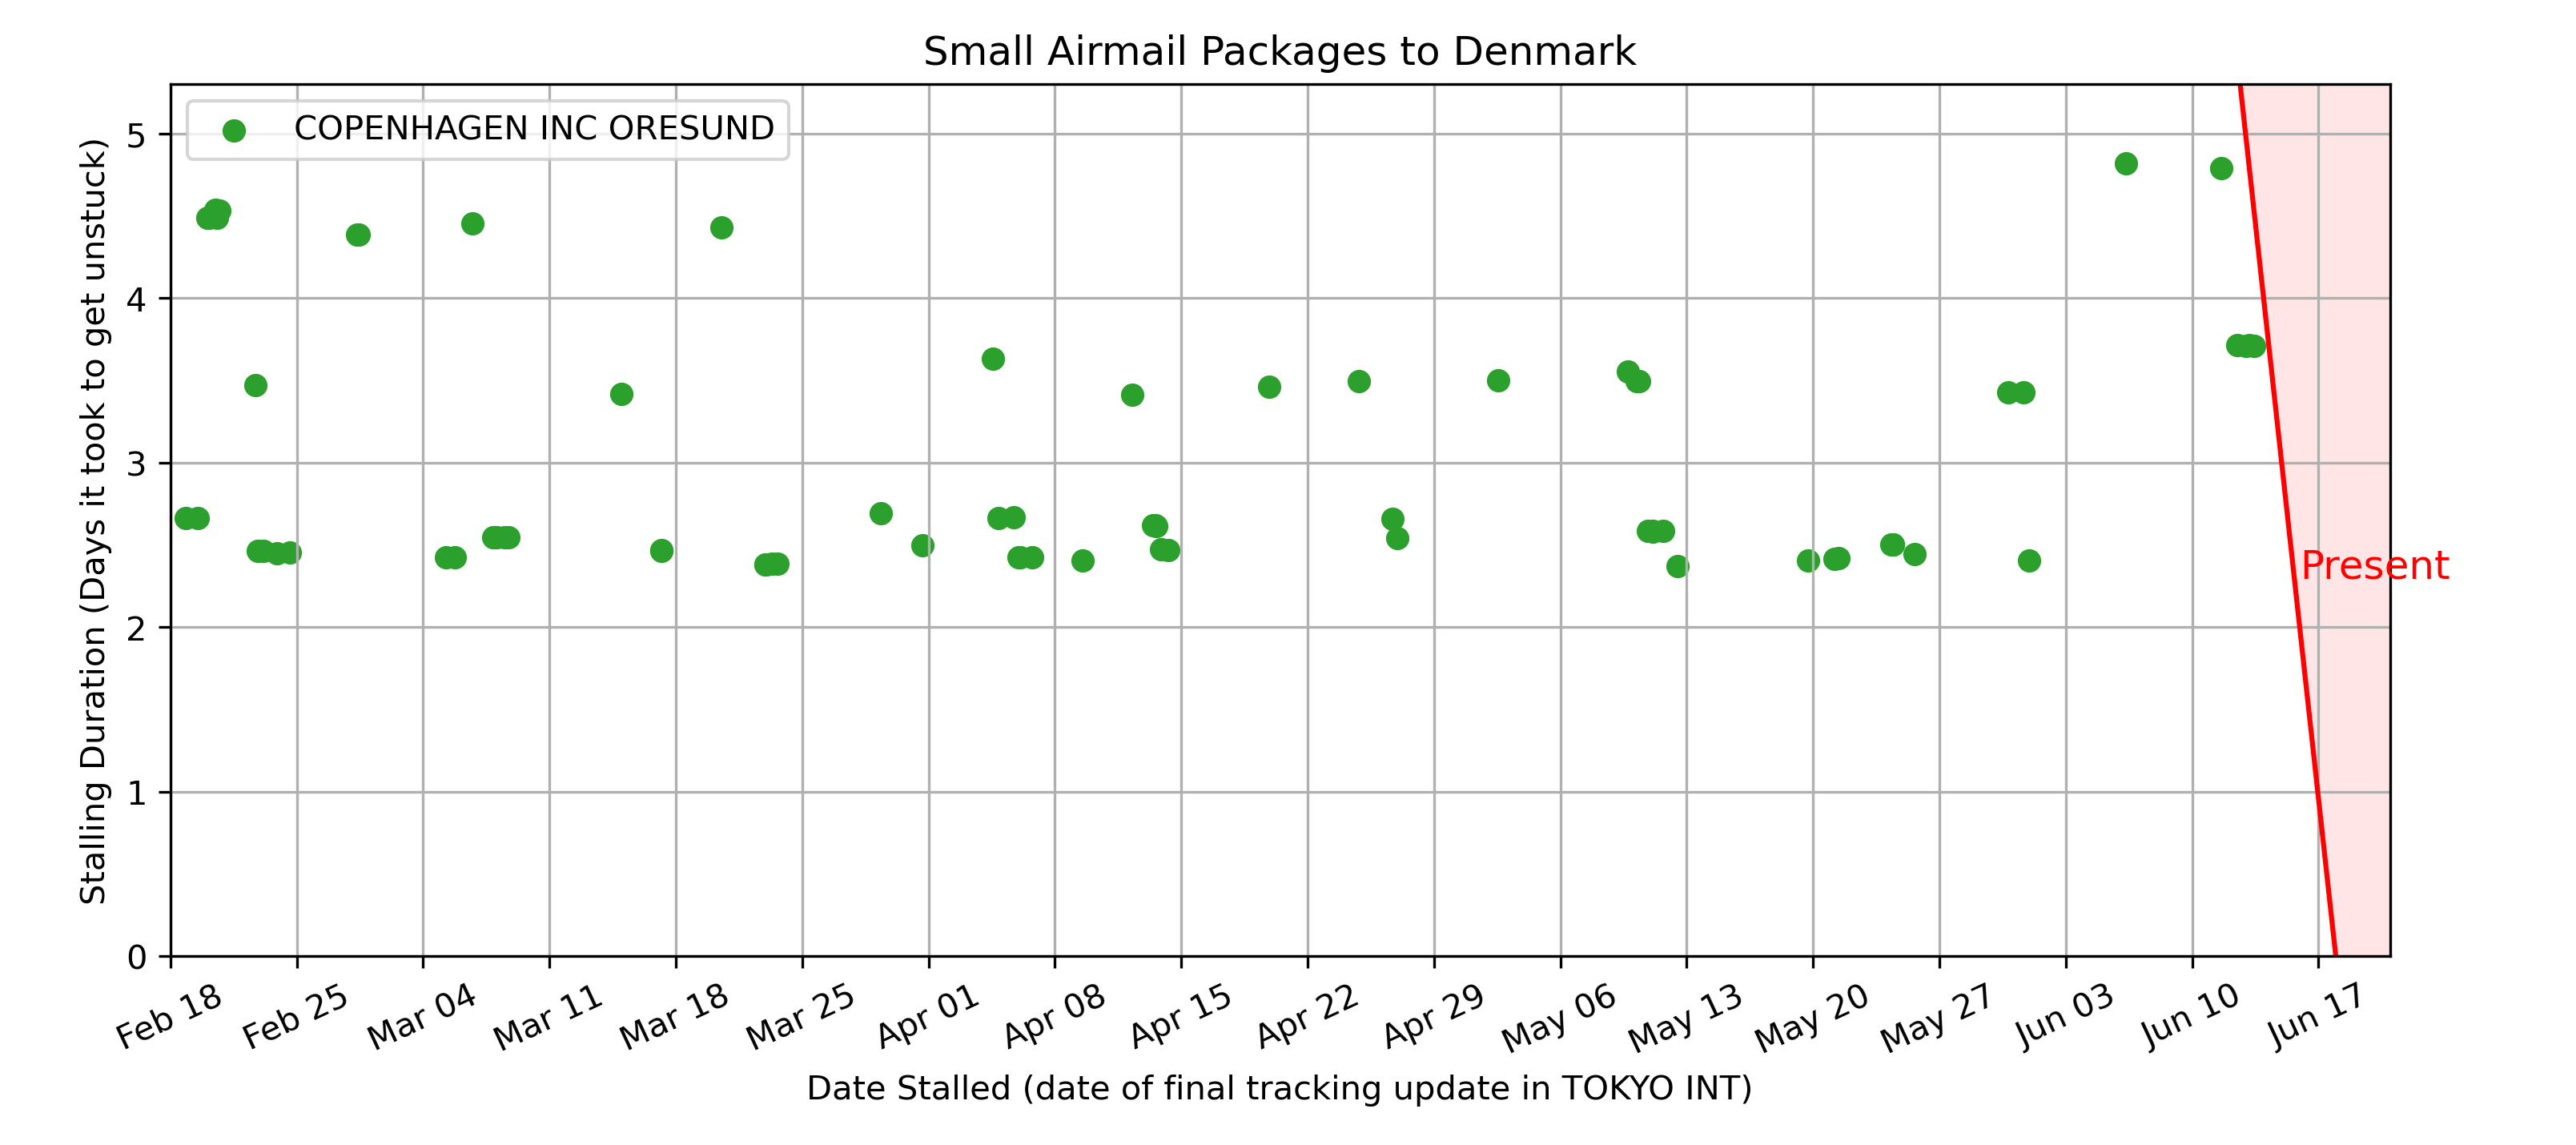 Small Airmail Packages to Denmark
COPENHAGEN INC ORESUND
Stalling Duration (Days it took to get unstuck)
5
4
3
2
1
0
Present
Feb 18
Feb 25
Mar 04
Mar 11
Mar 18
Mar 25
Apr 01
Apr 08
Apr 15
Apr 22
Apr 29
May 06
May 13
May 20
May 27
Jun 03
Jun 10
Jun 17
Date Stalled (date of final tracking update in TOKYO INT)